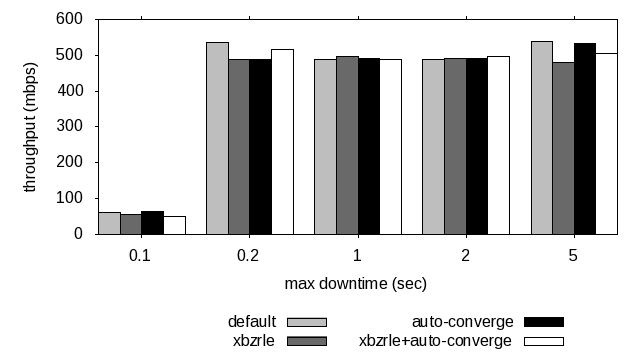 600
500
400
300
200
100
0
throughput (mbps)
0.1 0.2 1 2 5
max downtime (sec)
default auto-converge
xbzrle xbzrle+auto-converge